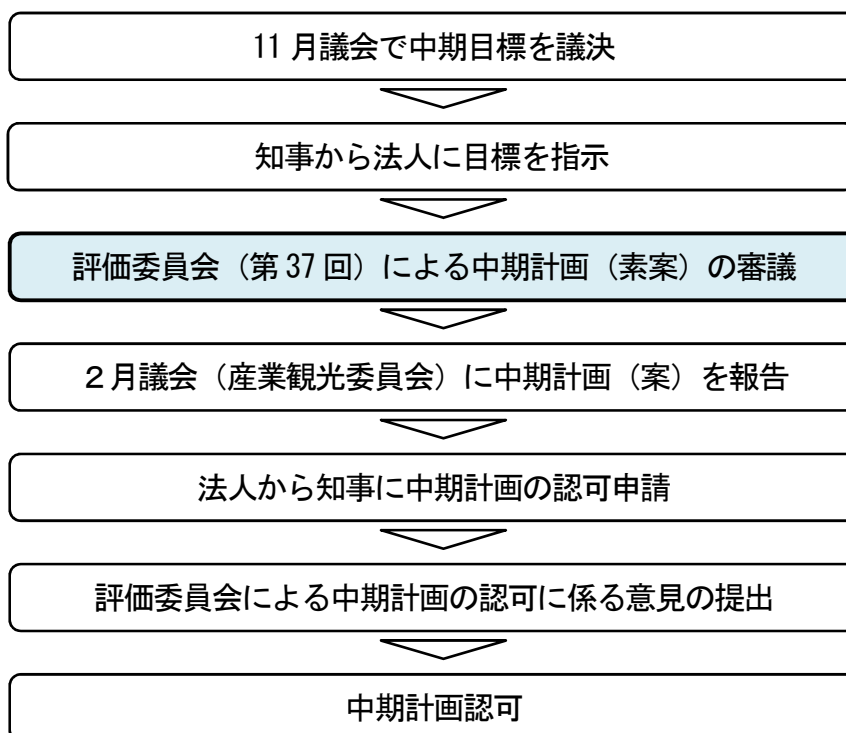 11 月議会で中期目標を議決
知事から法人に目標を指示
評価委員会（第 37 回）による中期計画（素案）の審議
２月議会（産業観光委員会）に中期計画（案）を報告
法人から知事に中期計画の認可申請
評価委員会による中期計画の認可に係る意見の提出
中期計画認可